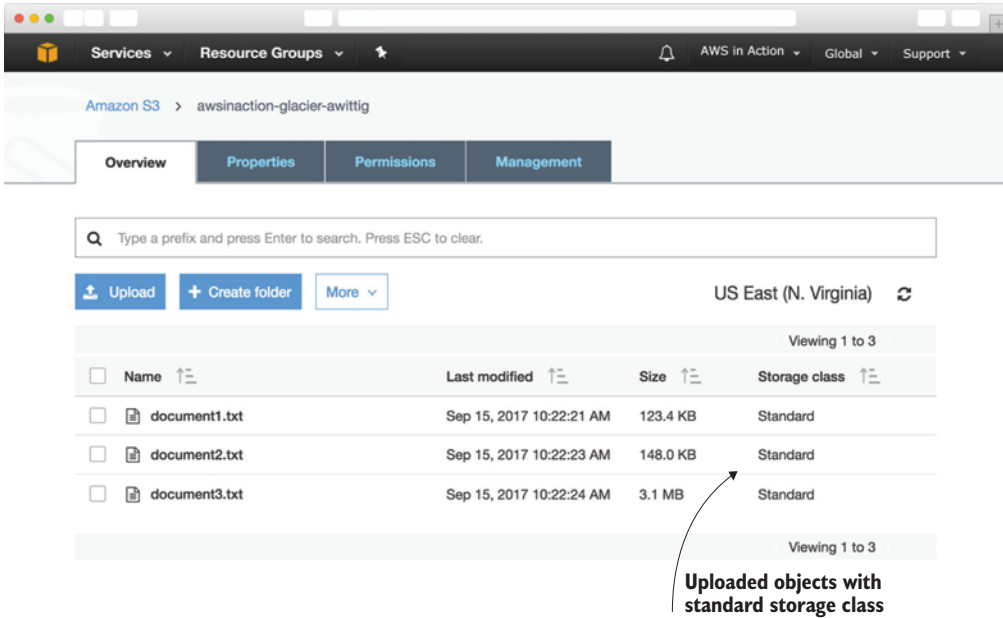 Services Resource Groups AWS in Action Global Support
Amazon S3 > awsinaction-glacier-awittig
Overview Properties Permissions Management
Type a prefix and press Enter to search. Press ESC to clear.
Upload + Create folder More US East (N. Virginia)
Viewing 1 to 3
Name Last modified Size Storage class
document1.txt Sep 15, 2017 10:22:21 AM 123.4 KB Standard
document2.txt Sep 15, 2017 10:22:23 AM 148.0 KB Standard
document3.txt Sep 15, 2017 10:22:24 AM 3.1 MB Standard
Viewing 1 to 3
Uploaded objects with
standard storage class